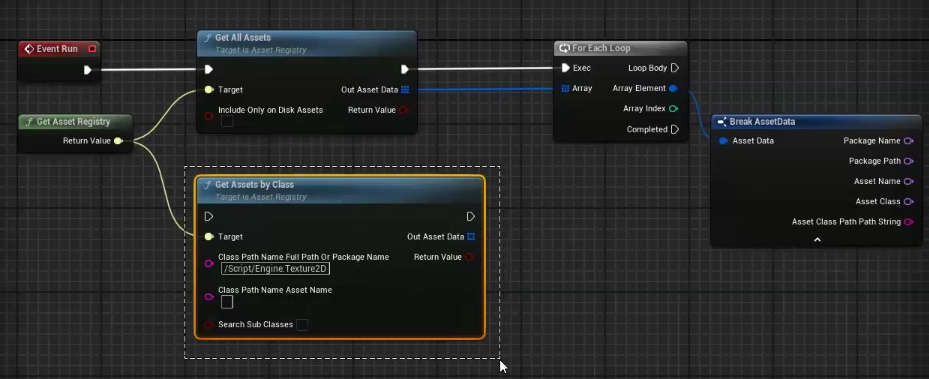 Event Run
Get Asset Registry
Return Value
Get All Assets
Target is Asset Registry
Target
Out Asset Data
Include Only on Disk Assets
Return Value
For Each Loop
Exec
Loop Body
Array
Array Element
Array Index
Completed
Break AssetData
Asset Data
Package Name
Package Path
Asset Name
Asset Class
Asset Class Path Path String
Get Assets by Class
Target is Asset Registry
Target
Out Asset Data
Class Path Name Full Path Or Package Name
Return Value
/Script/Engine.Texture2D
Class Path Name Asset Name
Search Sub Classes